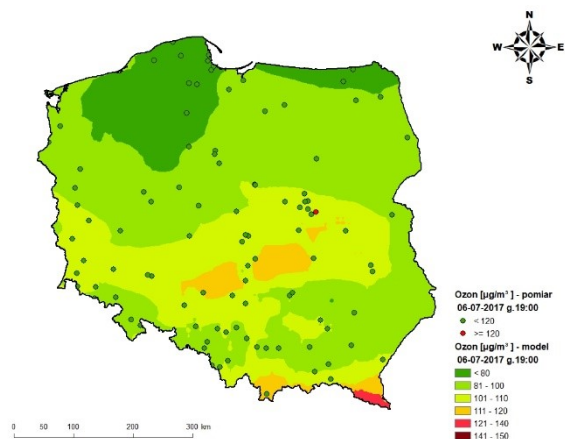 N
W E
S
Ozon [µg/m³ ] - pomiar
06-07-2017 g.19:00
< 120
>= 120
Ozon [µg/m³ ] - model
06-07-2017 g.19:00
< 80
81 - 100
101 - 110
111 - 120
121 - 140
141 - 150
0 50 100 200 300 km